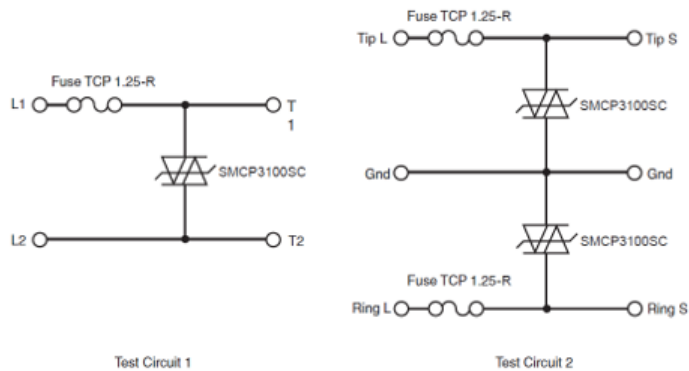 Fuse TCP 1.25-R
L1
T
1
SMCP3100SC
L2
T2
Test Circuit 1
Fuse TCP 1.25-R
Tip L
Tip S
SMCP3100SC
Gnd
Gnd
SMCP3100SC
Fuse TCP 1.25-R
Ring L
Ring S
Test Circuit 2